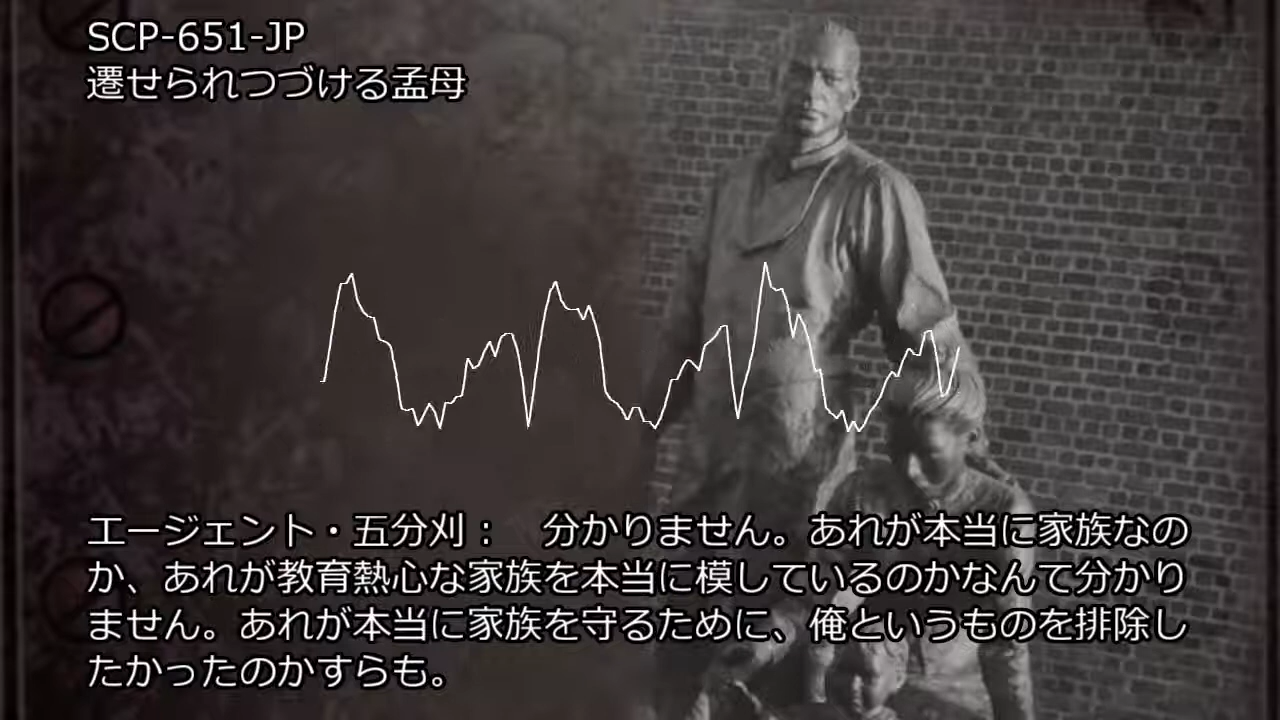 SCP-651-JP
遷せられつづける孟母
エージェント・五分刈：　分かりません。あれが本当に家族なの
か、あれが教育熱心な家族を本当に模しているのかなんて分かり
ません。あれが本当に家族を守るために、俺というものを排除し
たかったのかすらも。